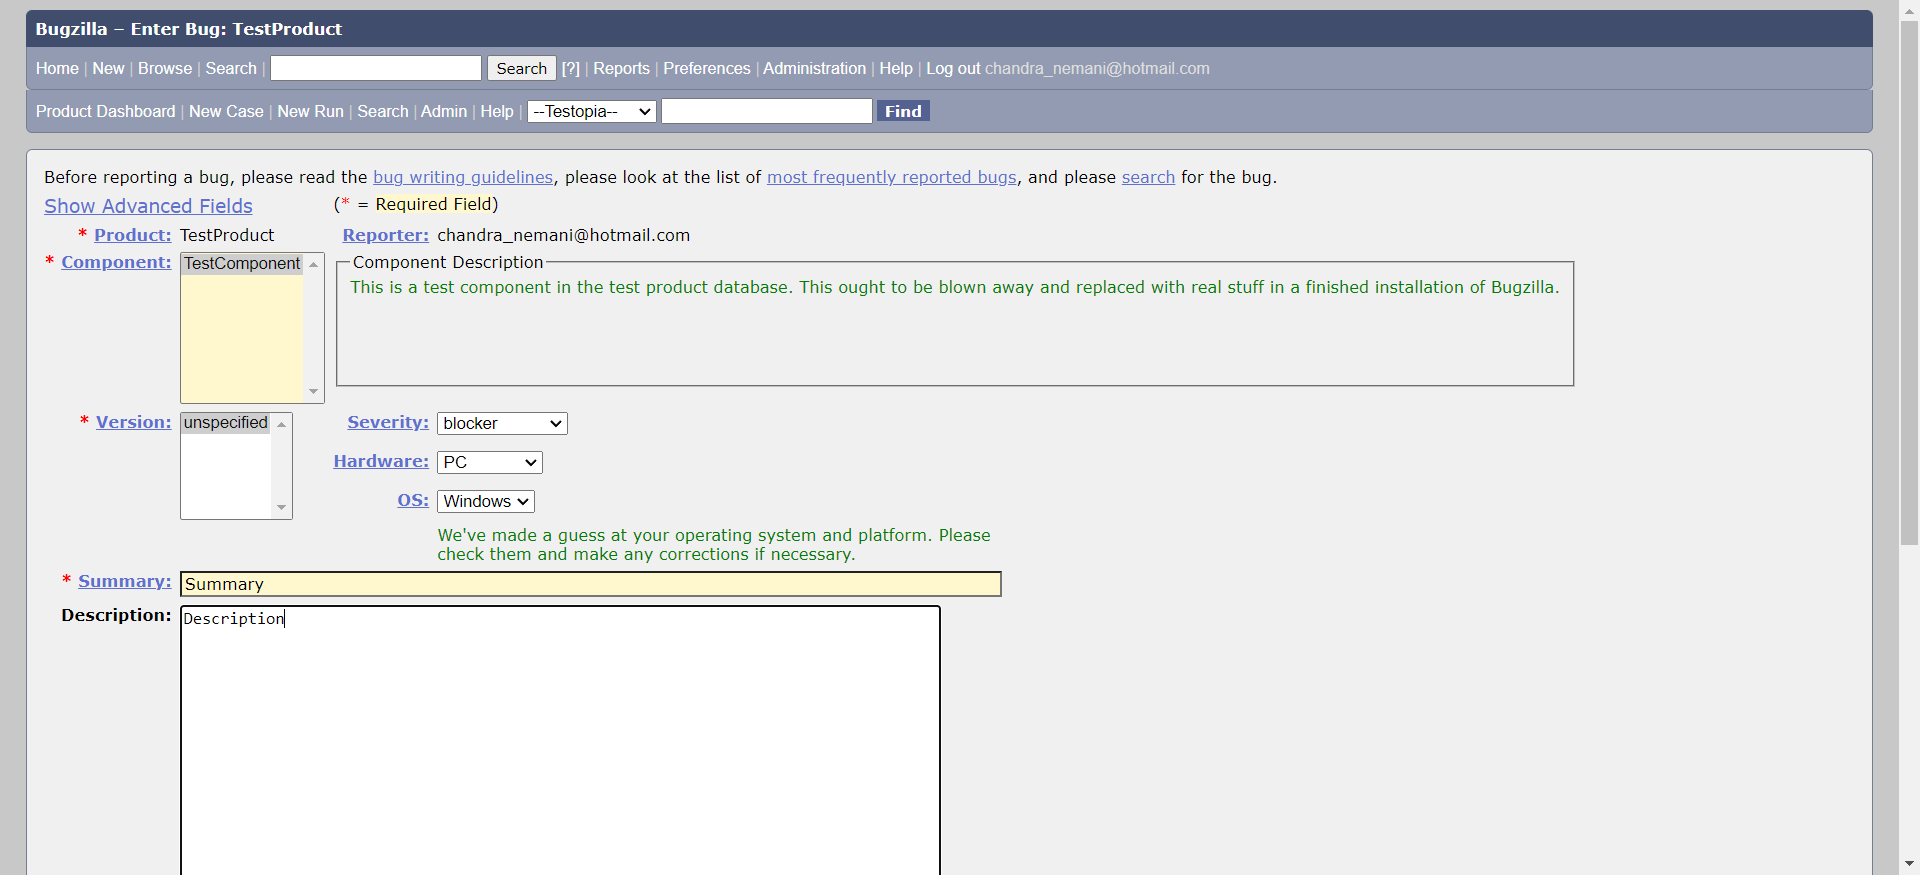 Bugzilla – Enter Bug: TestProduct
Home | New | Browse | Search | Search [?] | Reports | Preferences | Administration | Help | Log out chandra_nemani@hotmail.com
Product Dashboard | New Case | New Run | Search | Admin | Help | --Testopia-- Find
Before reporting a bug, please read the bug writing guidelines, please look at the list of most frequently reported bugs, and please search for the bug.
Show Advanced Fields (* = Required Field)
* Product: TestProduct Reporter: chandra_nemani@hotmail.com
* Component: TestComponent Component Description
This is a test component in the test product database. This ought to be blown away and replaced with real stuff in a finished installation of Bugzilla.
* Version: unspecified Severity: blocker
Hardware: PC
OS: Windows
We've made a guess at your operating system and platform. Please
check them and make any corrections if necessary.
* Summary: Summary
Description: Description